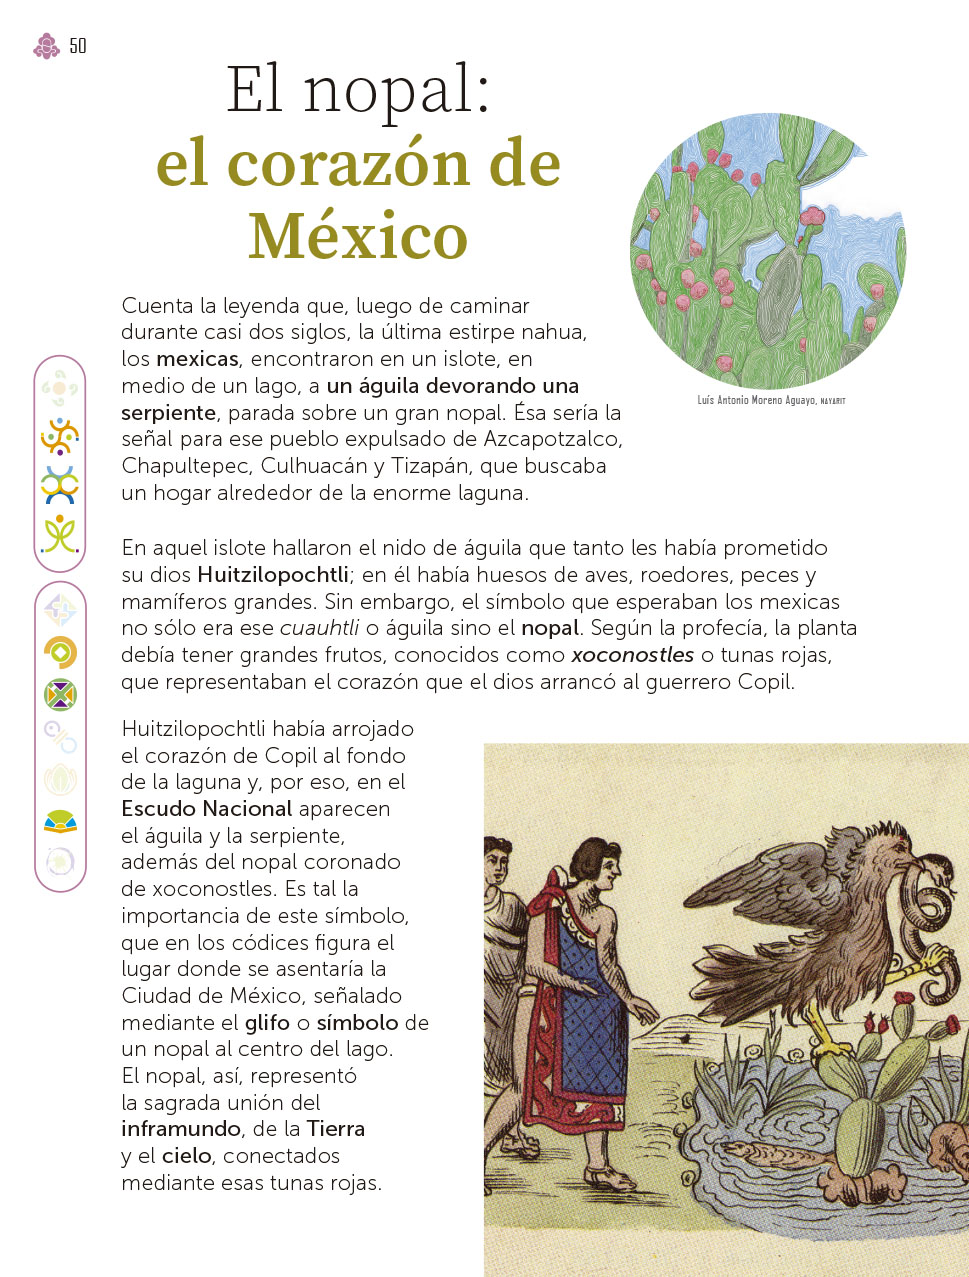 50
El nopal:
el corazón de
México
Cuenta la leyenda que, luego de caminar
durante casi dos siglos, la última estirpe nahua,
los mexicas, encontraron en un islote, en
medio de un lago, a un águila devorando una
serpiente, parada sobre un gran nopal. Ésa sería la
señal para ese pueblo expulsado de Azcapotzalco,
Chapultepec, Culhuacán y Tizapán, que buscaba
un hogar alrededor de la enorme laguna.
Luis Antonio Moreno Aguayo, NAYARIT
En aquel islote hallaron el nido de águila que tanto les había prometido
su dios Huitzilopochtli; en él había huesos de aves, roedores, peces y
mamíferos grandes. Sin embargo, el símbolo que esperaban los mexicas
no sólo era ese cuauhtli o águila sino el nopal. Según la profecía, la planta
debía tener grandes frutos, conocidos como xoconostles o tunas rojas,
que representaban el corazón que el dios arrancó al guerrero Copil.
Huitzilopochtli había arrojado
el corazón de Copil al fondo
de la laguna y, por eso, en el
Escudo Nacional aparecen
el águila y la serpiente,
además del nopal coronado
de xoconostles. Es tal la
importancia de este símbolo,
que en los códices figura el
lugar donde se asentaría la
Ciudad de México, señalado
mediante el glifo o símbolo de
un nopal al centro del lago.
El nopal, así, representó
la sagrada unión del
inframundo, de la Tierra
y el cielo, conectados
mediante esas tunas rojas.